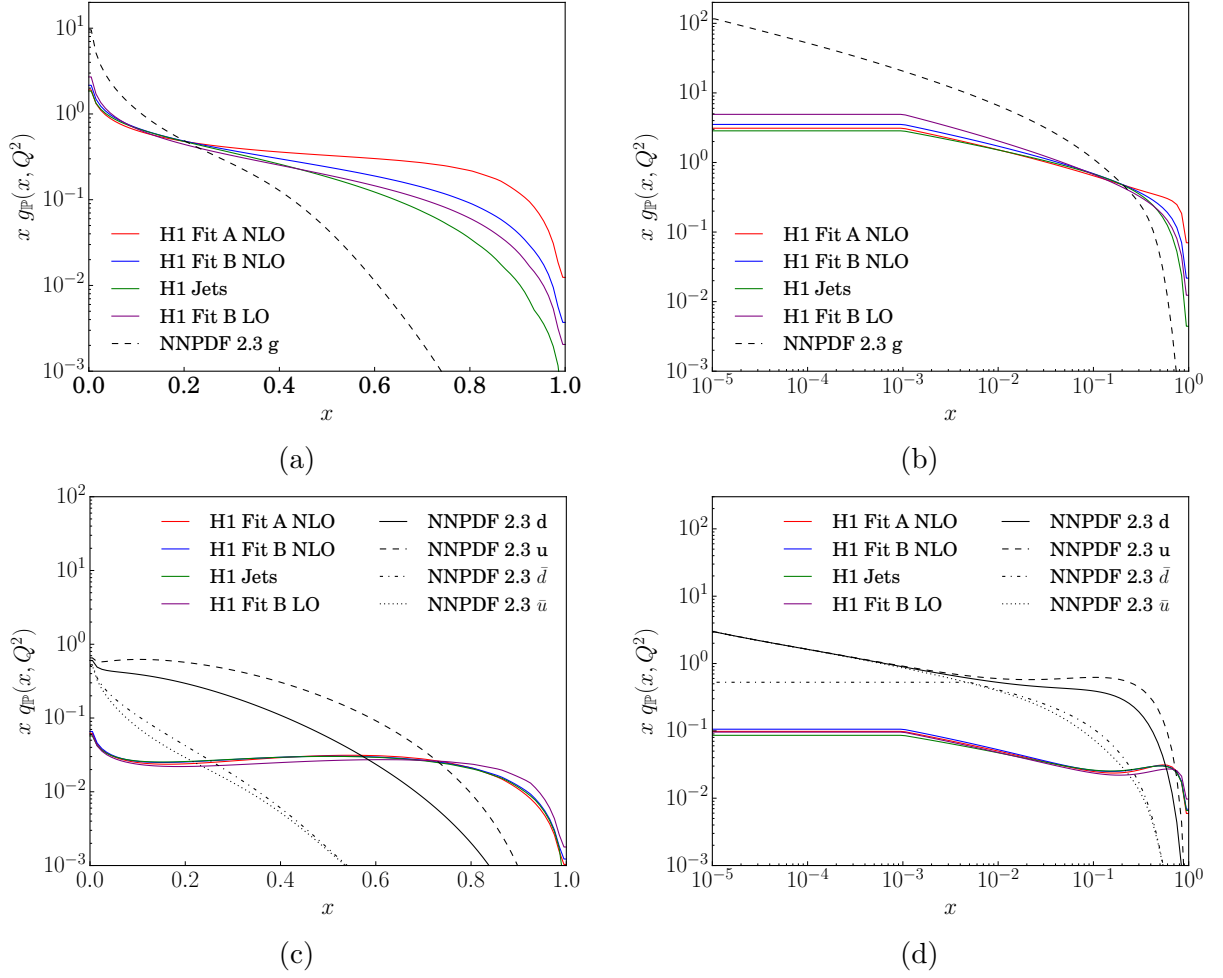 10^1
10^0
10^{-1}
10^{-2}
10^{-3}
x g_ℙ(x, Q^2)
H1 Fit A NLO
H1 Fit B NLO
H1 Jets
H1 Fit B LO
NNPDF 2.3 g
0.0 0.2 0.4 0.6 0.8 1.0
x
(a)
10^2
10^1
10^0
10^{-1}
10^{-2}
10^{-3}
x g_ℙ(x, Q^2)
H1 Fit A NLO
H1 Fit B NLO
H1 Jets
H1 Fit B LO
NNPDF 2.3 g
10^{-5} 10^{-4} 10^{-3} 10^{-2} 10^{-1} 10^0
x
(b)
10^2
10^1
10^0
10^{-1}
10^{-2}
10^{-3}
x q_ℙ(x, Q^2)
H1 Fit A NLO NNPDF 2.3 d
H1 Fit B NLO NNPDF 2.3 u
H1 Jets NNPDF 2.3 d̄
H1 Fit B LO NNPDF 2.3 ū
0.0 0.2 0.4 0.6 0.8 1.0
x
(c)
10^2
10^1
10^0
10^{-1}
10^{-2}
10^{-3}
x q_ℙ(x, Q^2)
H1 Fit A NLO NNPDF 2.3 d
H1 Fit B NLO NNPDF 2.3 u
H1 Jets NNPDF 2.3 d̄
H1 Fit B LO NNPDF 2.3 ū
10^{-5} 10^{-4} 10^{-3} 10^{-2} 10^{-1} 10^0
x
(d)